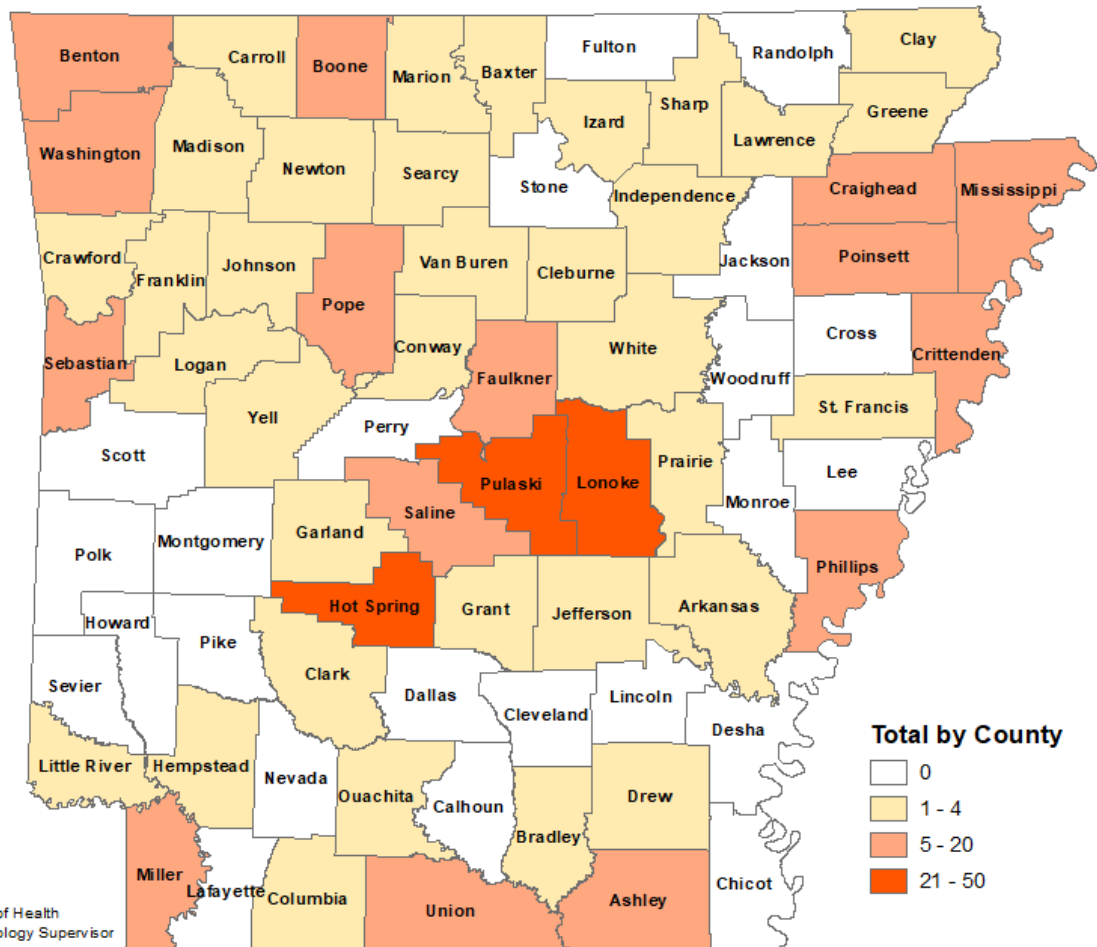 Benton
Carroll
Boone
Marion
Baxter
Fulton
Randolph
Clay
Sharp
Izard
Greene
Lawrence
Washington
Madison
Newton
Searcy
Stone
Independence
Craighead
Mississippi
Crawford
Franklin
Johnson
Pope
Van Buren
Cleburne
Jackson
Poinsett
Sebastian
Logan
Conway
Faulkner
White
Woodruff
Cross
Crittenden
Yell
St. Francis
Scott
Perry
Pulaski
Lonoke
Prairie
Lee
Monroe
Polk
Montgomery
Garland
Saline
Phillips
Hot Spring
Grant
Jefferson
Arkansas
Howard
Pike
Sevier
Clark
Dallas
Cleveland
Lincoln
Desha
Little River
Hempstead
Nevada
Ouachita
Calhoun
Bradley
Drew
Miller
Lafayette
Columbia
Union
Ashley
Chicot
Total by County
0
1 - 4
5 - 20
21 - 50
of Health
ology Supervisor